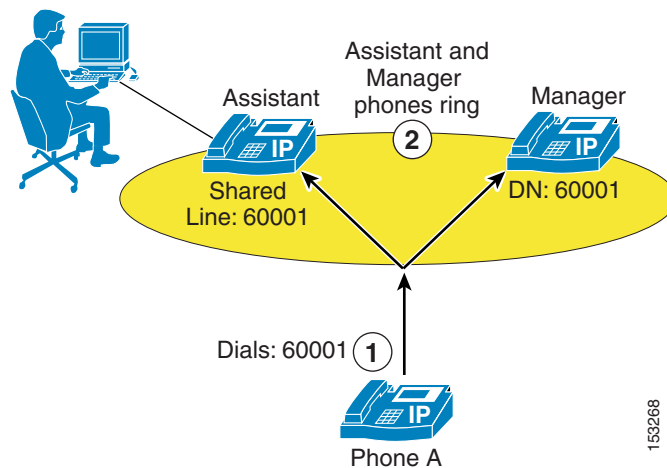 Assistant and
Manager
phones ring
2
Assistant
Manager
IP
IP
Shared
Line: 60001
DN: 60001
Dials: 60001
1
IP
Phone A
153268